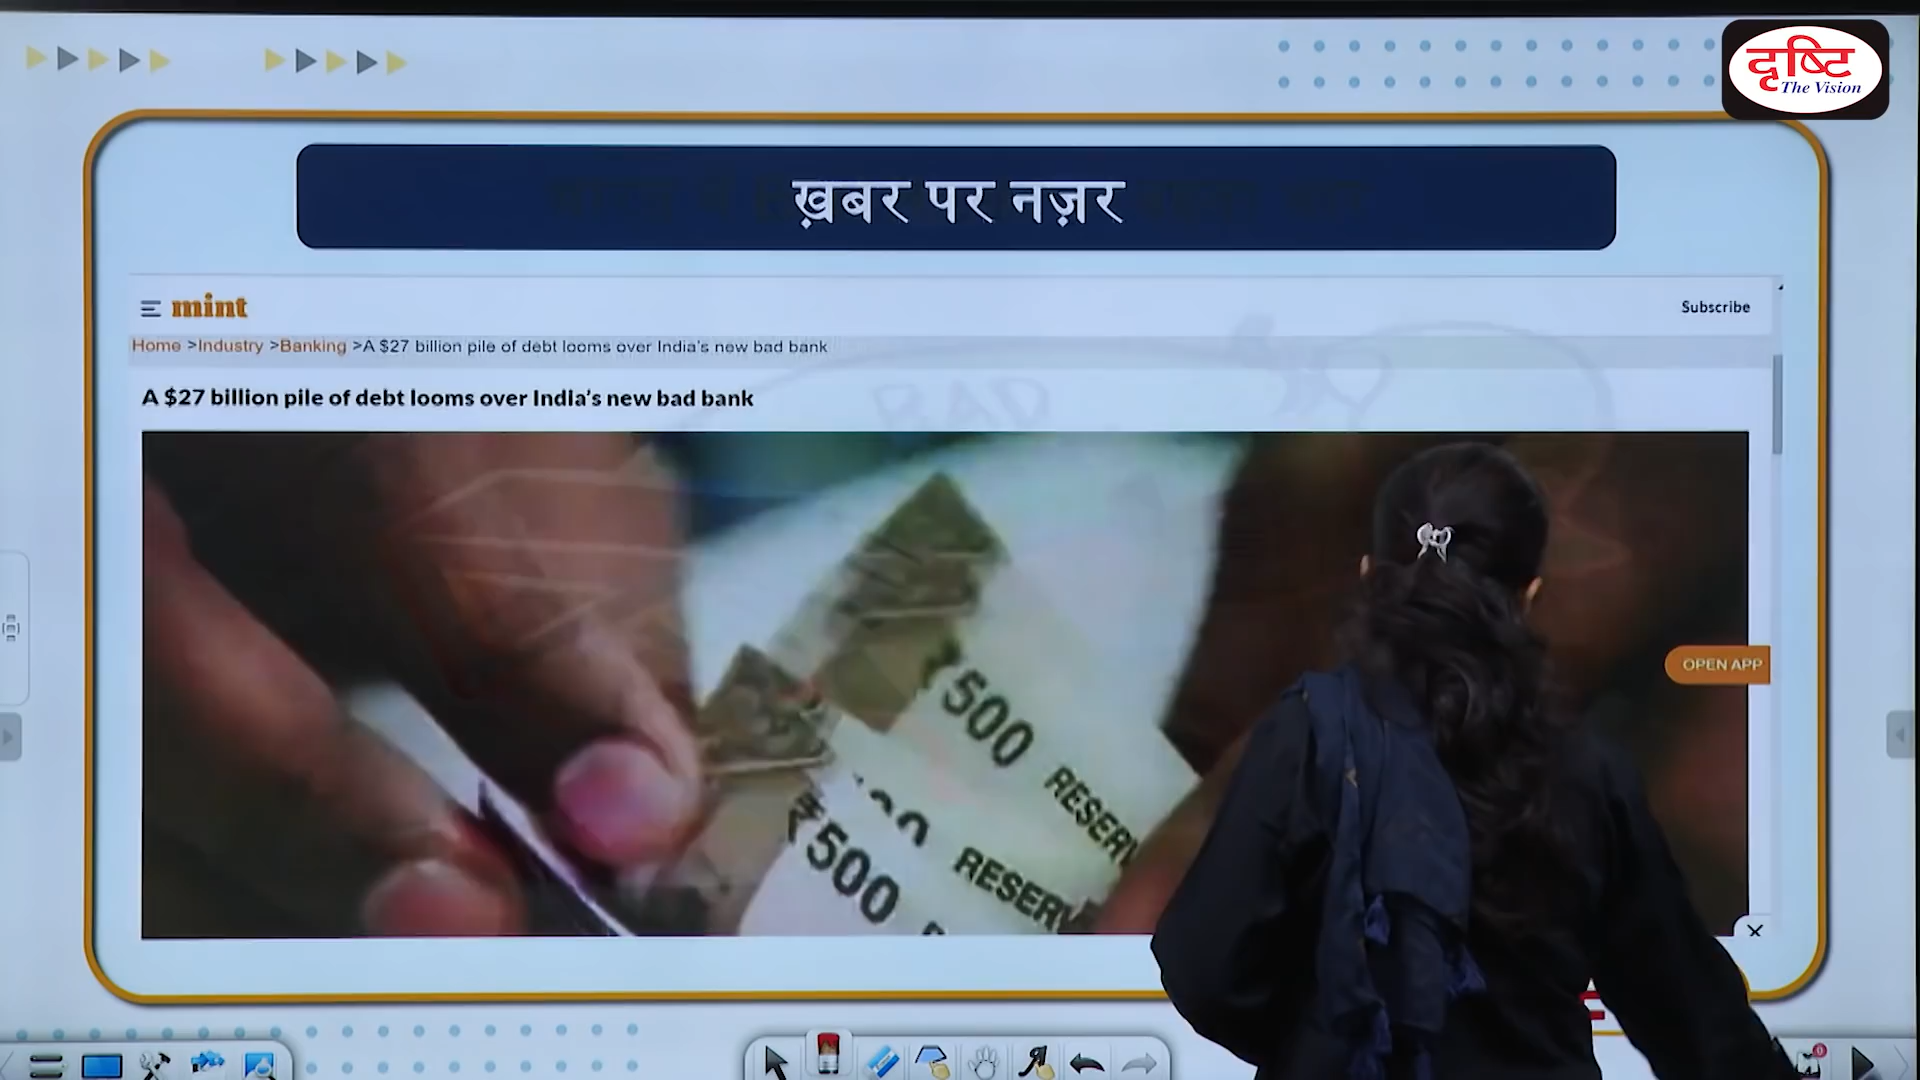 दृष्टि
The Vision
ख़बर पर नज़र
mint
Subscribe
Home >Industry >Banking >A $27 billion pile of debt looms over India's new bad bank
A $27 billion pile of debt looms over India's new bad bank
BAD
OPEN APP
₹500 RESERV
00 RESERV
₹500